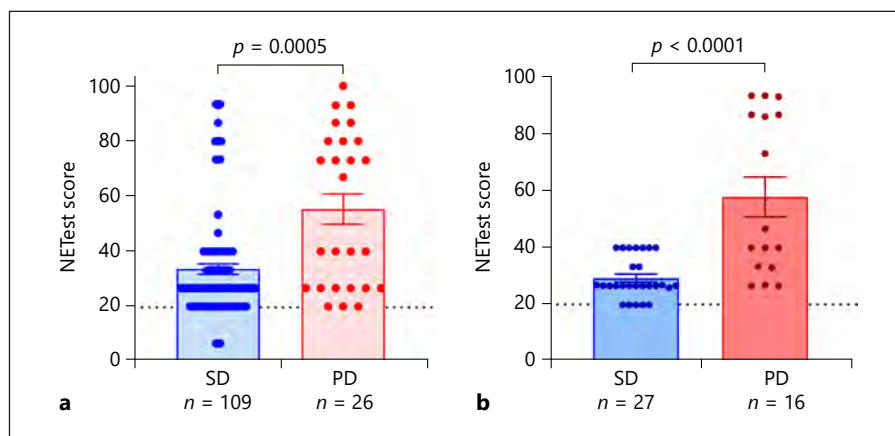 p = 0.0005
100
80
60
40
20
0
NETest score
SD
PD
n = 109
n = 26
a
p < 0.0001
100
80
60
40
20
0
NETest score
SD
PD
n = 27
n = 16
b